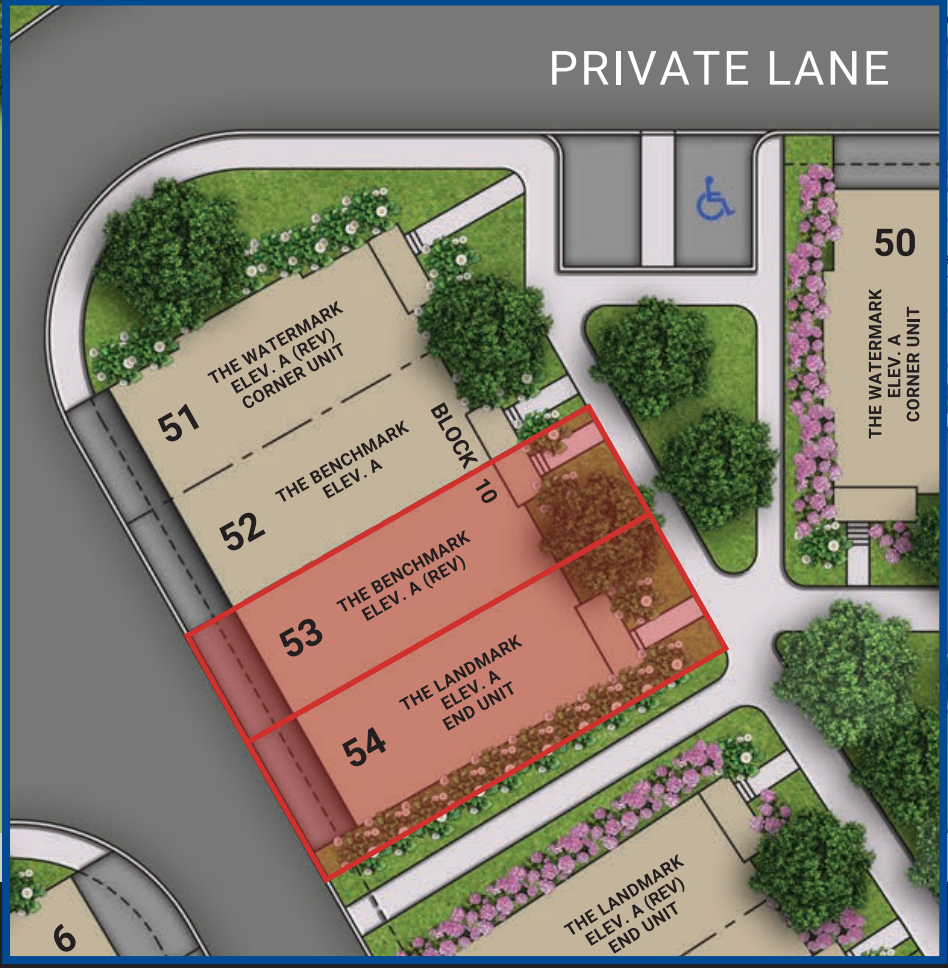 PRIVATE LANE
50
THE WATERMARK
ELEV. A
CORNER UNIT
THE WATERMARK
ELEV. A (REV)
CORNER UNIT
51
THE BENCHMARK
ELEV. A
52
BLOCK 10
THE BENCHMARK
ELEV. A (REV)
53
THE LANDMARK
ELEV. A
END UNIT
54
THE LANDMARK
ELEV. A (REV)
END UNIT
6